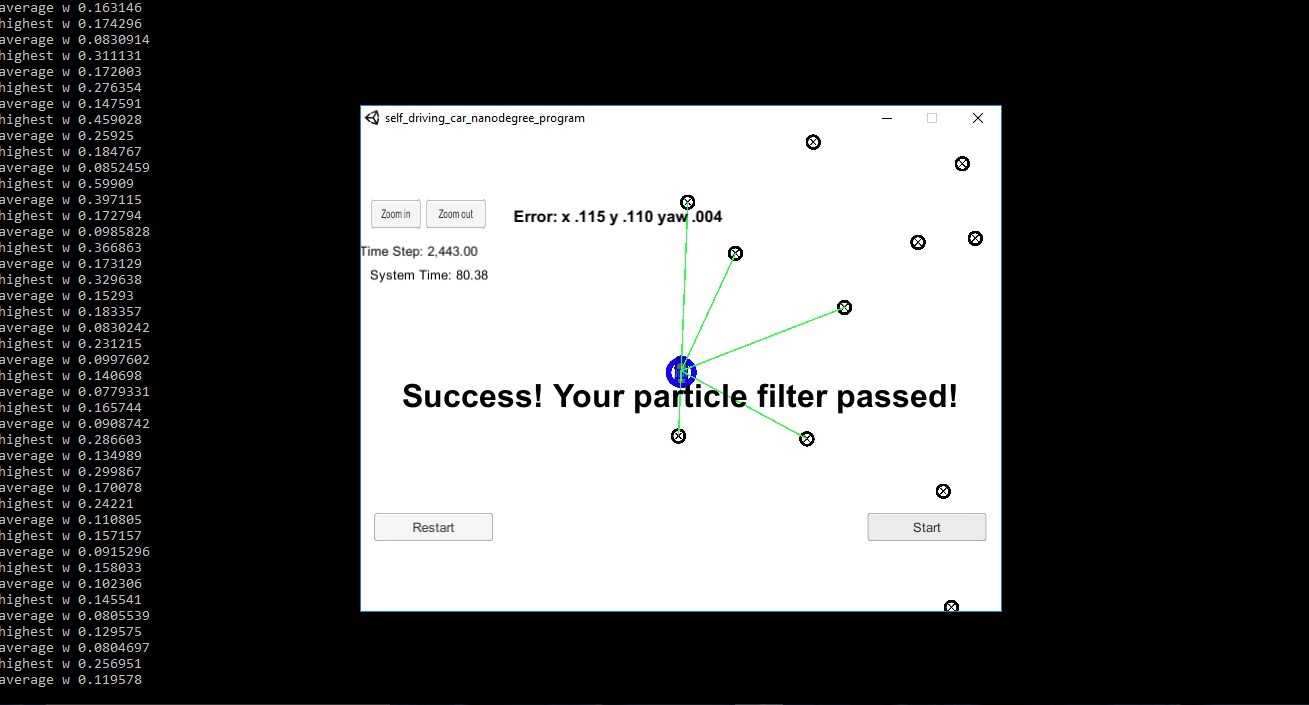 average w 0.163146
highest w 0.174296
average w 0.0830914
highest w 0.311131
average w 0.172003
highest w 0.276354
average w 0.147591
highest w 0.459028
average w 0.25925
highest w 0.184767
average w 0.0852459
highest w 0.59909
average w 0.397115
highest w 0.172794
average w 0.0985828
highest w 0.366863
average w 0.173129
highest w 0.329638
average w 0.15293
highest w 0.183357
average w 0.0830242
highest w 0.231215
average w 0.0997602
highest w 0.140698
average w 0.0779331
highest w 0.165744
average w 0.0908742
highest w 0.286603
average w 0.134989
highest w 0.299867
average w 0.170078
highest w 0.24221
average w 0.110805
highest w 0.157157
average w 0.0915296
highest w 0.158033
average w 0.102306
highest w 0.145541
average w 0.0805539
highest w 0.129575
average w 0.0804697
highest w 0.256951
average w 0.119578
self_driving_car_nanodegree_program
Zoom in Zoom out
Error: x .115 y .110 yaw .004
Time Step: 2,443.00
System Time: 80.38
Success! Your particle filter passed!
Restart Start